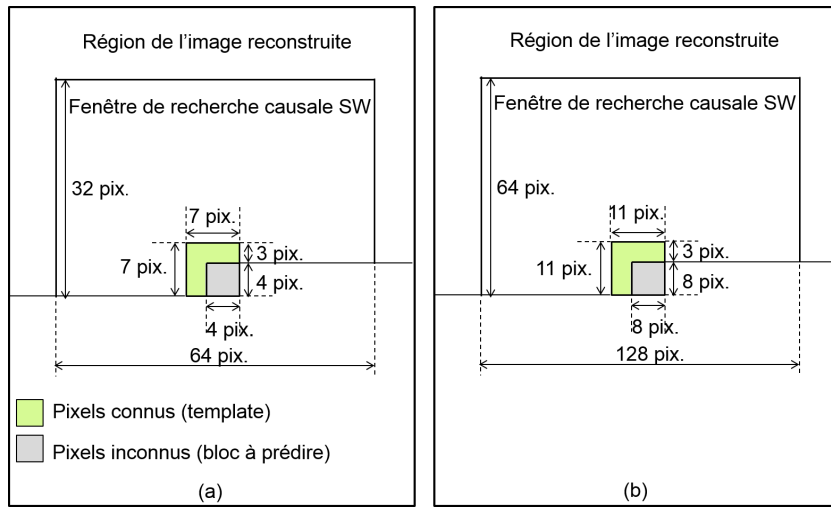 Région de l'image reconstruite
Fenêtre de recherche causale SW
32 pix.
7 pix.
3 pix.
7 pix.
4 pix.
4 pix.
64 pix.
Pixels connus (template)
Pixels inconnus (bloc à prédire)
(a)
Région de l'image reconstruite
Fenêtre de recherche causale SW
64 pix.
11 pix.
3 pix.
11 pix.
8 pix.
8 pix.
128 pix.
(b)